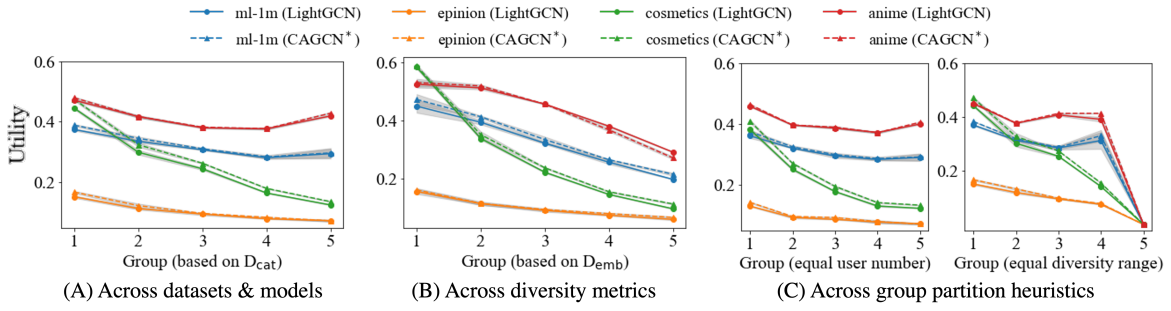 ml-1m (LightGCN) epinion (LightGCN) cosmetics (LightGCN) anime (LightGCN)
ml-1m (CAGCN*) epinion (CAGCN*) cosmetics (CAGCN*) anime (CAGCN*)
Utility
0.6
0.4
0.2
1 2 3 4 5
Group (based on Dcat)
(A) Across datasets & models
0.6
0.4
0.2
1 2 3 4 5
Group (based on Demb)
(B) Across diversity metrics
0.6
0.4
0.2
1 2 3 4 5
Group (equal user number)
0.6
0.4
0.2
1 2 3 4 5
Group (equal diversity range)
(C) Across group partition heuristics